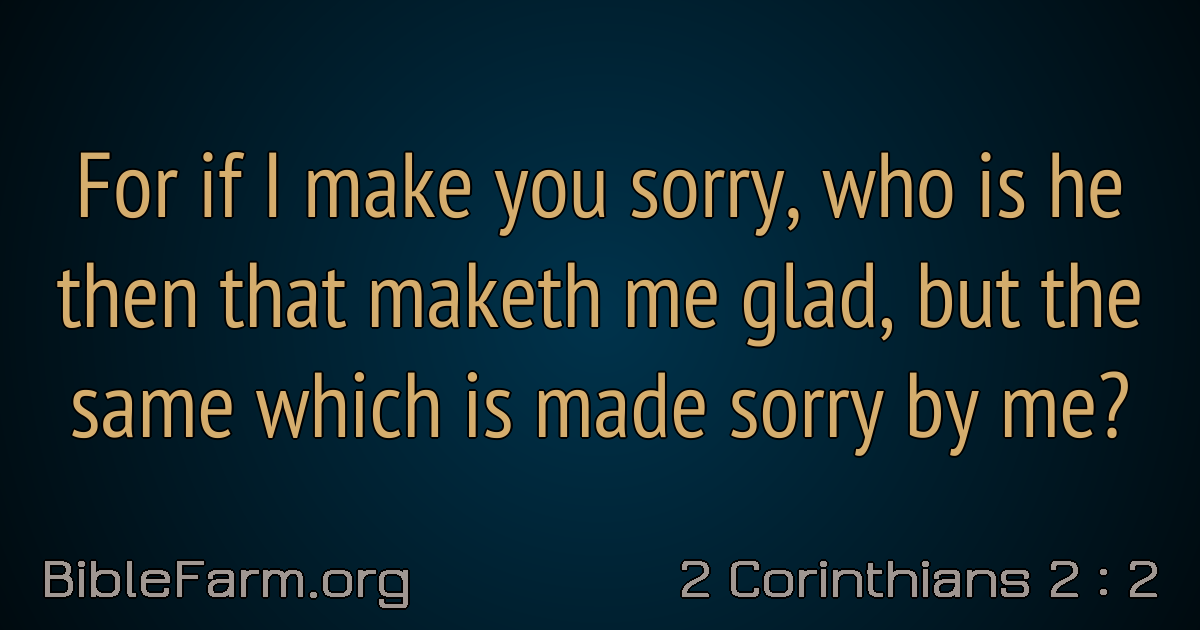 For if I make you sorry, who is he
then that maketh me glad, but the
same which is made sorry by me?
BibleFarm.org
2 Corinthians 2 : 2